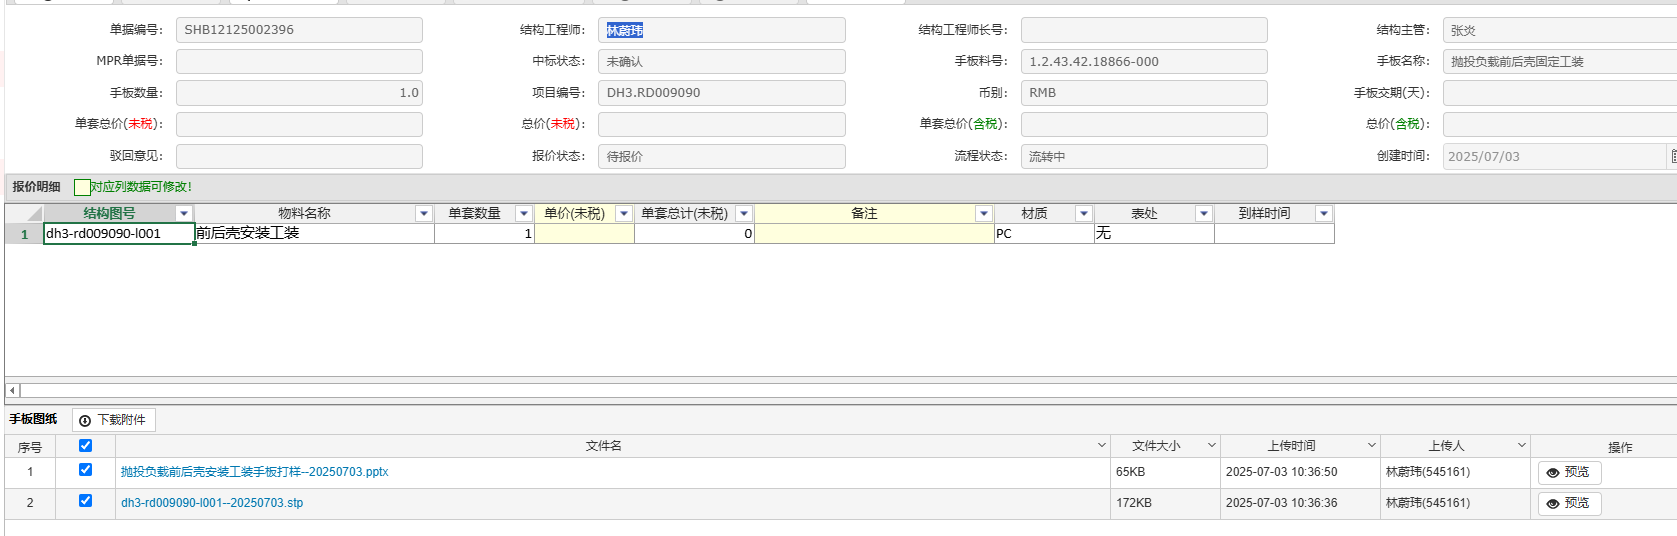 单据编号: SHB12125002396 结构工程师: 林蔚玮 结构工程师长号: 结构主管: 张炎
MPR单据号: 中标状态: 未确认 手板料号: 1.2.43.42.18866-000 手板名称: 抛投负载前后壳固定工装
手板数量: 1.0 项目编号: DH3.RD009090 币别: RMB 手板交期(天):
单套总价(未税): 总价(未税): 单套总价(含税): 总价(含税):
驳回意见: 报价状态: 待报价 流程状态: 流转中 创建时间: 2025/07/03
报价明细 对应列数据可修改!
结构图号 物料名称 单套数量 单价(未税) 单套总计(未税) 备注 材质 表处 到样时间
1 dh3-rd009090-l001 前后壳安装工装 1 0 PC 无
手板图纸 下载附件
序号 文件名 文件大小 上传时间 上传人 操作
1 抛投负载前后壳安装工装手板打样--20250703.pptx 65KB 2025-07-03 10:36:50 林蔚玮(545161) 预览
2 dh3-rd009090-l001--20250703.stp 172KB 2025-07-03 10:36:36 林蔚玮(545161) 预览